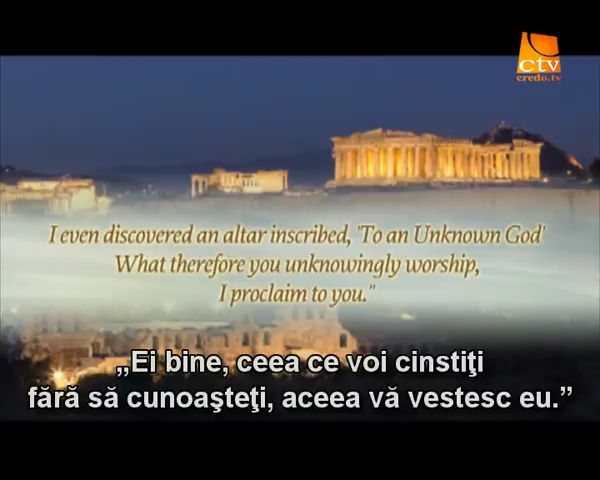 ctv
credo.tv
I even discovered an altar inscribed, 'To an Unknown God'
What therefore you unknowingly worship,
I proclaim to you."
„Ei bine, ceea ce voi cinstiţi
fără să cunoaşteţi, aceea vă vestesc eu.”